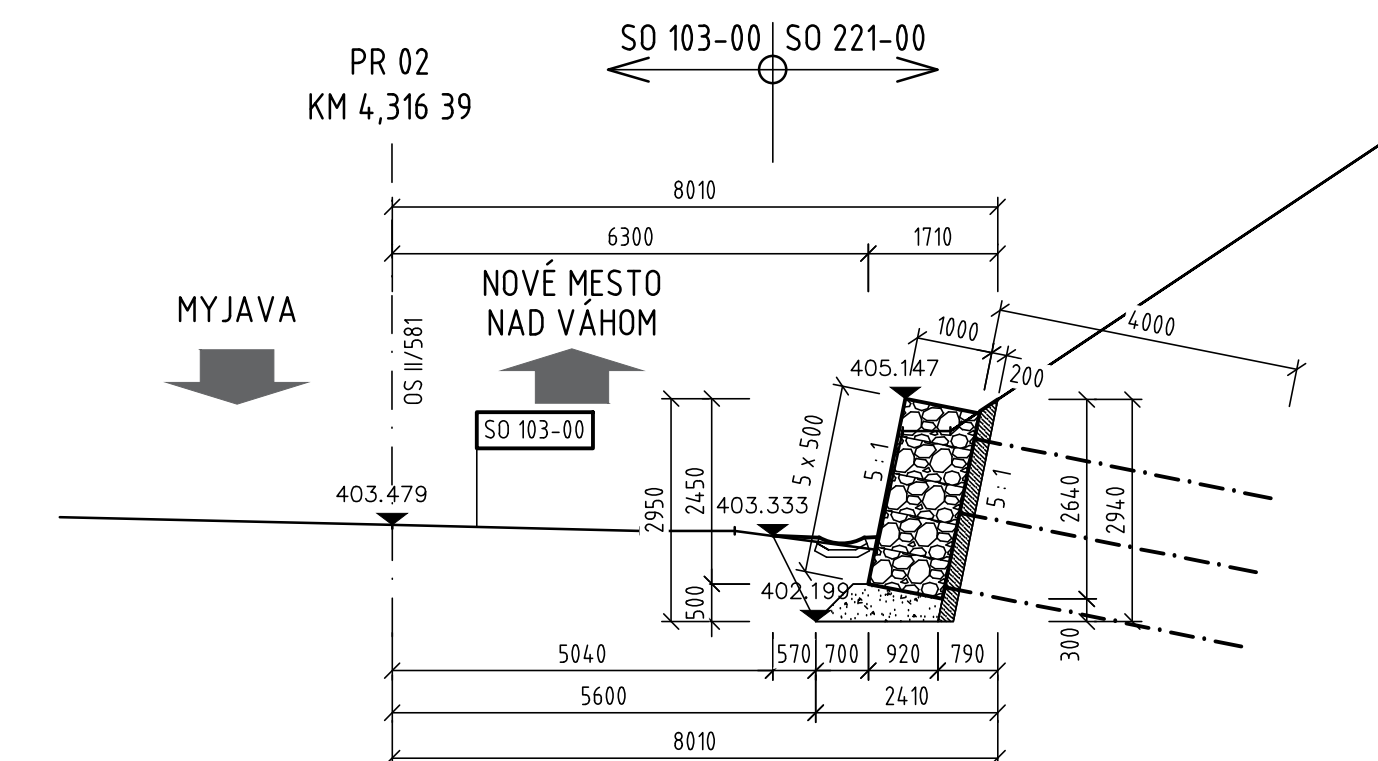 SO 103-00 SO 221-00
PR 02
KM 4,316 39
8010
6300 1710
NOVÉ MESTO
NAD VÁHOM
MYJAVA
OS II/581
1000
4000
405.147
200
SO 103-00
5 x 500
5 : 1
5 : 1
403.479
403.333
2950
2450
2640
2940
500
402.199
300
5040 570 700 920 790
5600 2410
8010